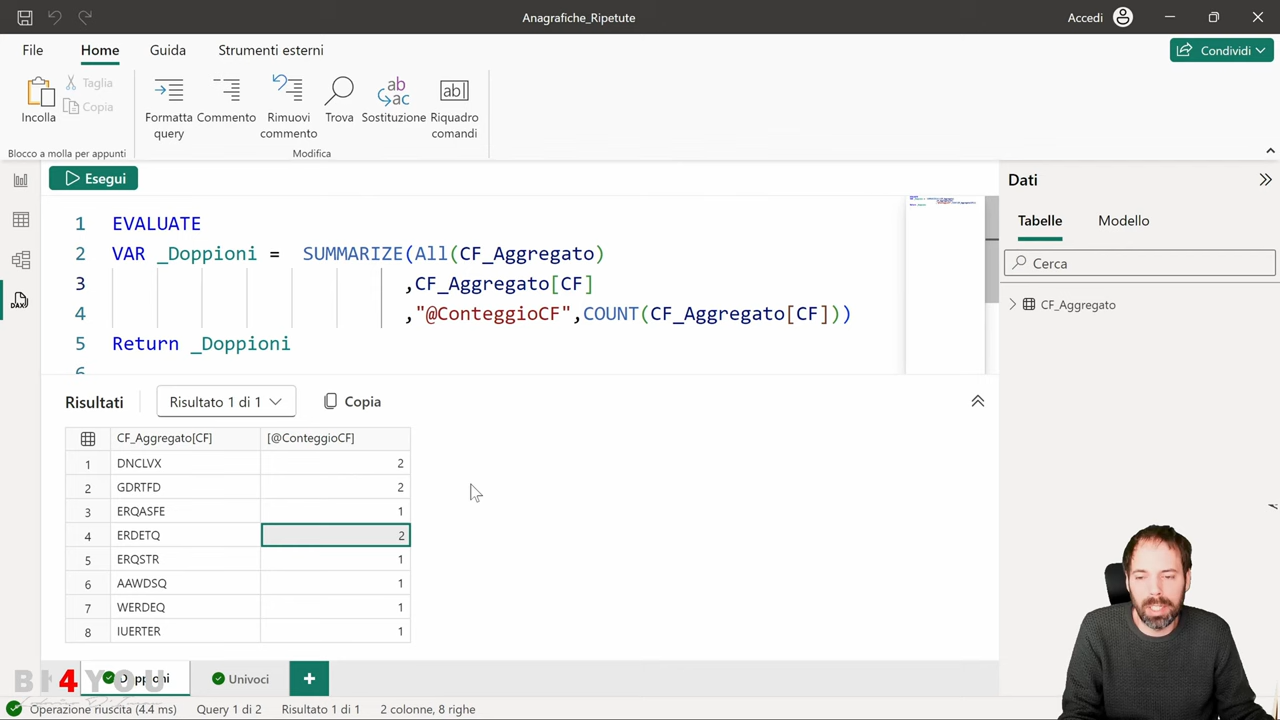 Anagrafiche_Ripetute
Accedi
File Home Guida Strumenti esterni
Condividi
Incolla
Taglia
Copia
Formatta query
Commento
Rimuovi commento
Trova
Sostituzione
Riquadro comandi
Blocco a molla per appunti
Modifica
Esegui
1 EVALUATE
2 VAR _Doppioni = SUMMARIZE(All(CF_Aggregato)
3 ,CF_Aggregato[CF]
4 ,"@ConteggioCF",COUNT(CF_Aggregato[CF]))
5 Return _Doppioni
6
Dati
Tabelle Modello
Cerca
CF_Aggregato
Risultati Risultato 1 di 1 Copia
CF_Aggregato[CF] [@ConteggioCF]
1 DNCLVX 2
2 GDRTFD 2
3 ERQASFE 1
4 ERDETQ 2
5 ERQSTR 1
6 AAWDSQ 1
7 WERDEQ 1
8 IUERTER 1
DAX
Doppioni Univoci +
4YOU
Operazione riuscita (4.4 ms) Query 1 di 2 Risultato 1 di 1 2 colonne, 8 righe